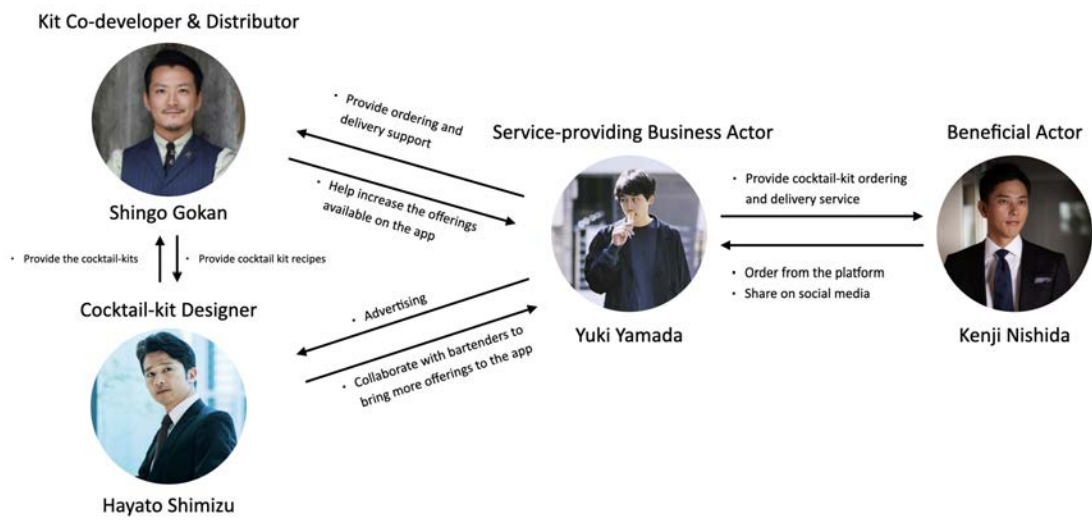 Kit Co-developer & Distributor
Shingo Gokan
• Provide ordering and
delivery support
• Help increase the offerings
available on the app
Service-providing Business Actor
Yuki Yamada
Beneficial Actor
Kenji Nishida
• Provide cocktail-kit ordering
and delivery service
• Order from the platform
• Share on social media
• Provide the cocktail-kits
• Provide cocktail kit recipes
Cocktail-kit Designer
Hayato Shimizu
• Advertising
• Collaborate with bartenders to
bring more offerings to the app